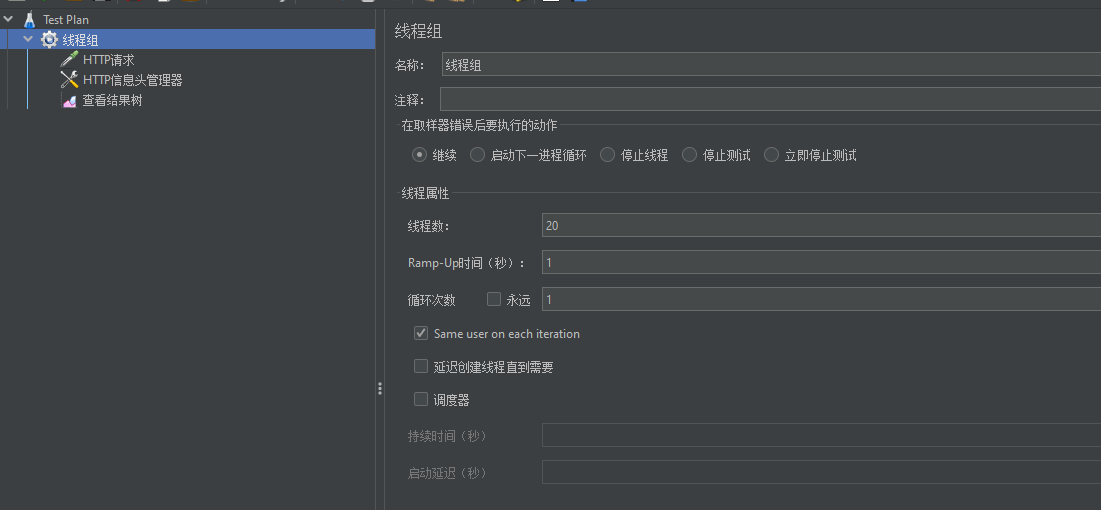 Test Plan
线程组
HTTP请求
HTTP信息头管理器
查看结果树
线程组
名称： 线程组
注释：
在取样器错误后要执行的动作
继续 启动下一进程循环 停止线程 停止测试 立即停止测试
线程属性
线程数： 20
Ramp-Up时间（秒）： 1
循环次数 永远 1
Same user on each iteration
延迟创建线程直到需要
调度器
持续时间（秒）
启动延迟（秒）